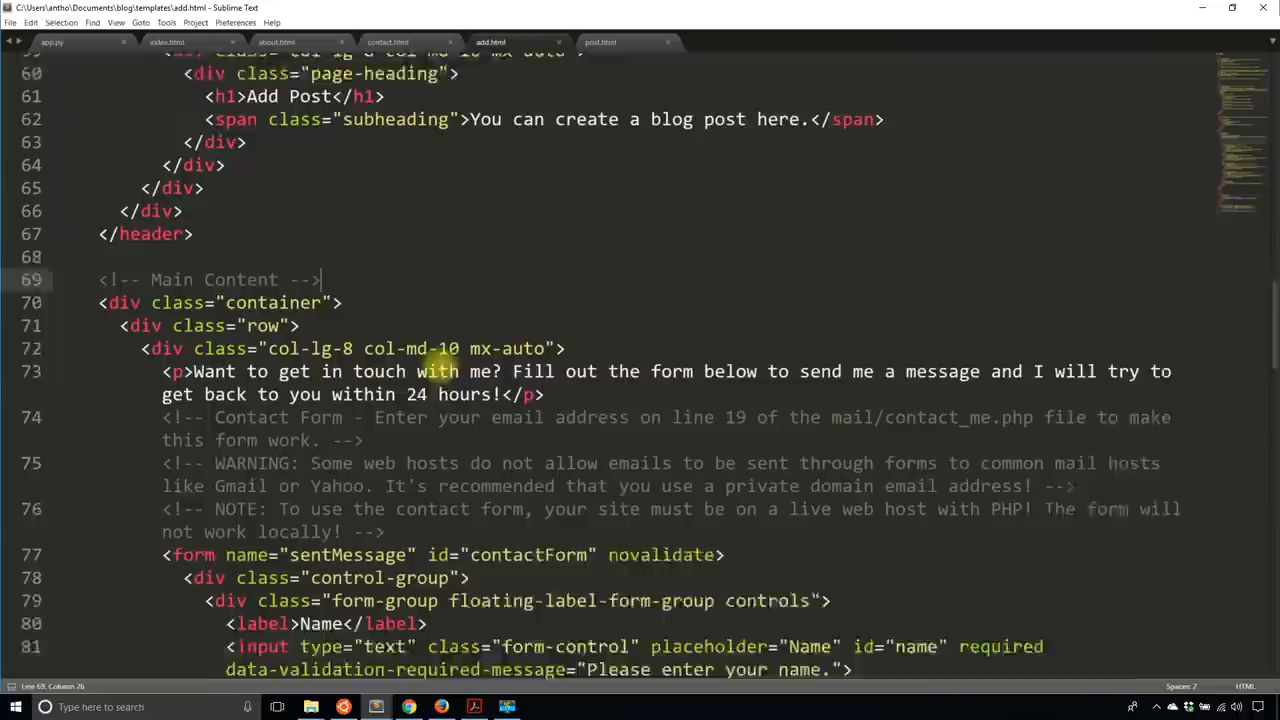 C:\Users\antho\Documents\blog\templates\add.html - Sublime Text
File Edit Selection Find View Goto Tools Project Preferences Help
app.py × index.html × about.html × contact.html × add.html × post.html ×
60 <div class="page-heading">
61 <h1>Add Post</h1>
62 <span class="subheading">You can create a blog post here.</span>
63 </div>
64 </div>
65 </div>
66 </div>
67 </header>
68
69 <!-- Main Content -->
70 <div class="container">
71 <div class="row">
72 <div class="col-lg-8 col-md-10 mx-auto">
73 <p>Want to get in touch with me? Fill out the form below to send me a message and I will try to
get back to you within 24 hours!</p>
74 <!-- Contact Form - Enter your email address on line 19 of the mail/contact_me.php file to make
this form work. -->
75 <!-- WARNING: Some web hosts do not allow emails to be sent through forms to common mail hosts
like Gmail or Yahoo. It's recommended that you use a private domain email address! -->
76 <!-- NOTE: To use the contact form, your site must be on a live web host with PHP! The form will
not work locally! -->
77 <form name="sentMessage" id="contactForm" novalidate>
78 <div class="control-group">
79 <div class="form-group floating-label-form-group controls">
80 <label>Name</label>
81 <input type="text" class="form-control" placeholder="Name" id="name" required
data-validation-required-message="Please enter your name.">
Line 69, Column 26 Spaces: 2 HTML
Type here to search